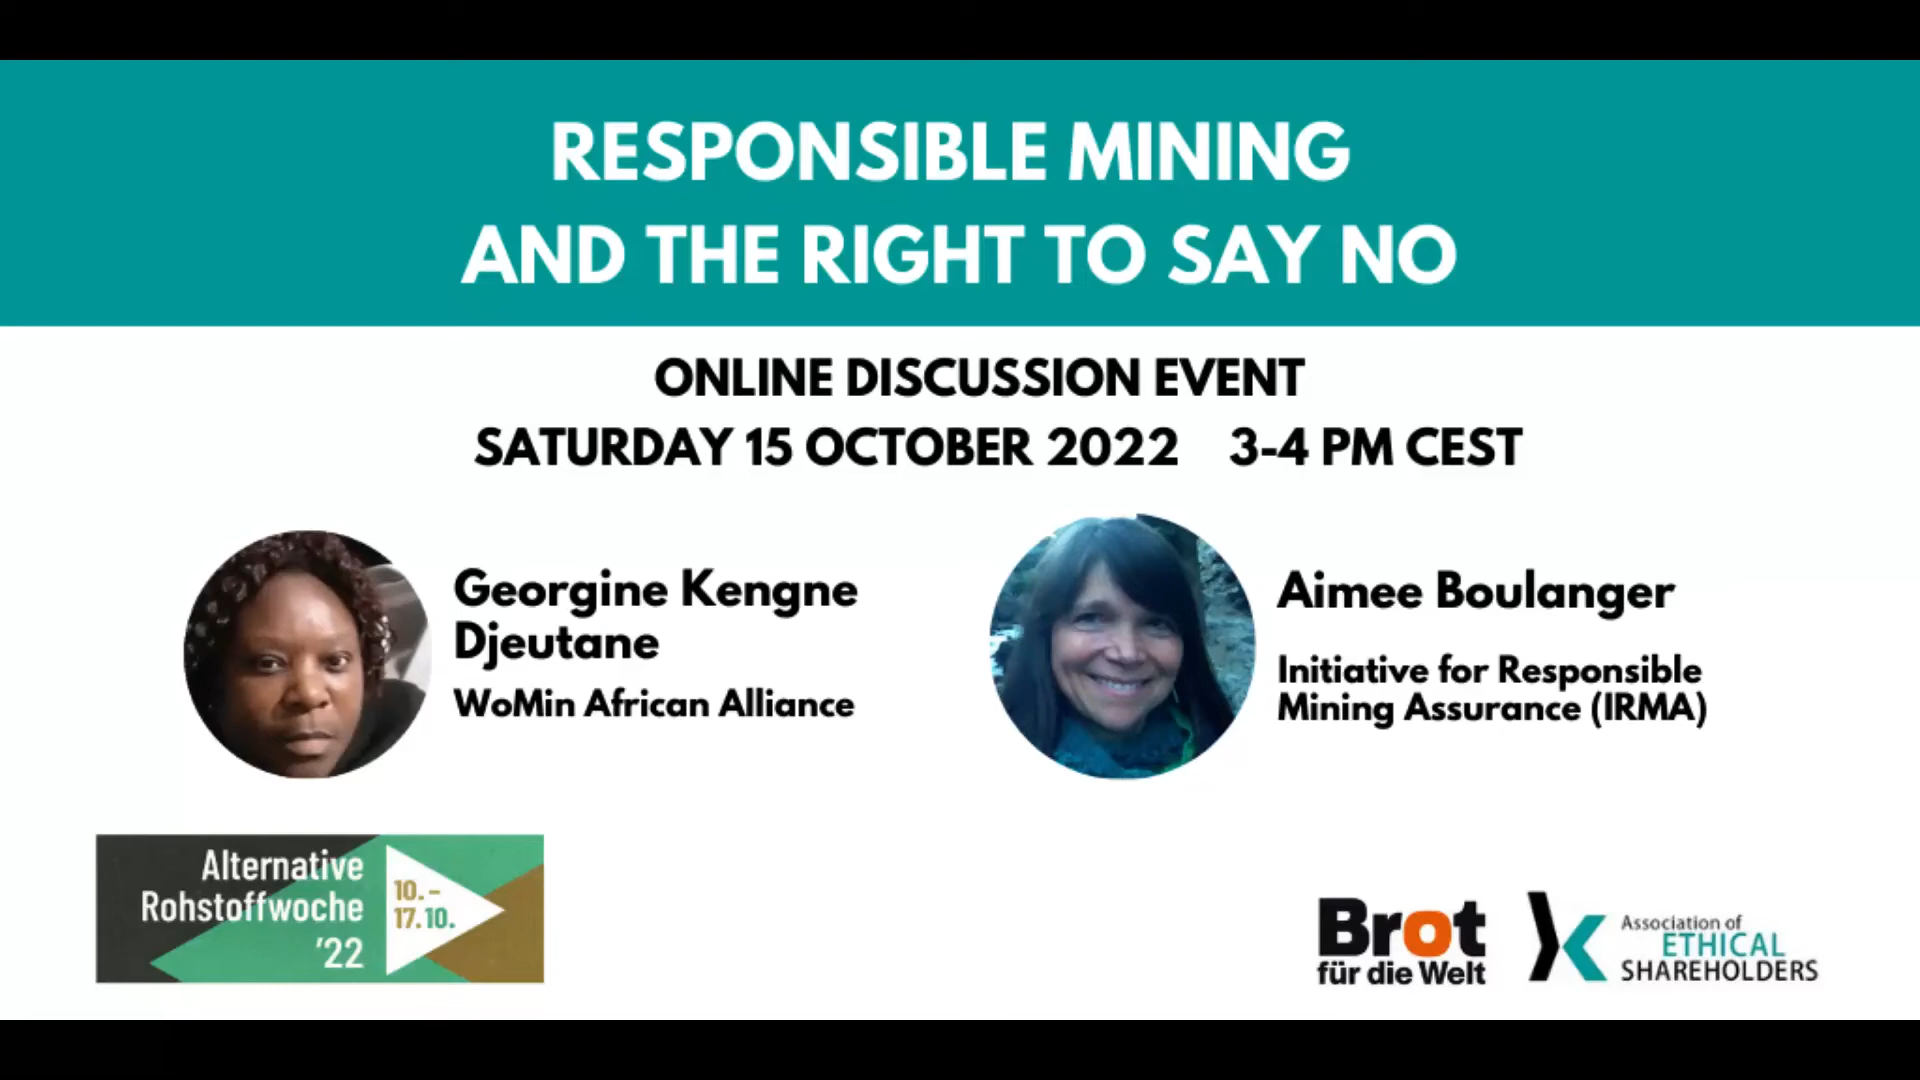 RESPONSIBLE MINING
AND THE RIGHT TO SAY NO
ONLINE DISCUSSION EVENT
SATURDAY 15 OCTOBER 2022 3-4 PM CEST
Georgine Kengne
Djeutane
WoMin African Alliance
Aimee Boulanger
Initiative for Responsible
Mining Assurance (IRMA)
Alternative
Rohstoffwoche
'22
10. –
17. 10.
Brot
für die Welt
Association of
ETHICAL
SHAREHOLDERS